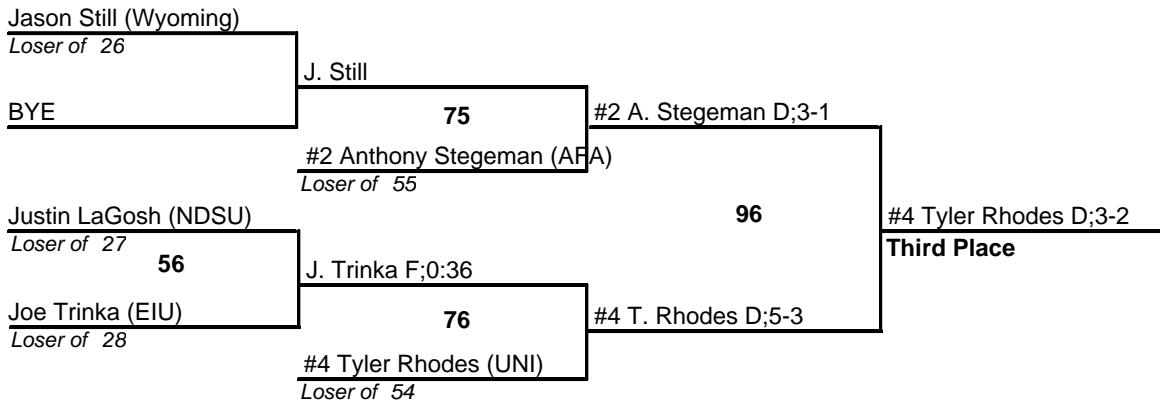 Jason Still (Wyoming)
Loser of 26
J. Still
BYE
75
#2 A. Stegeman D;3-1
#2 Anthony Stegeman (AFA)
Loser of 55
Justin LaGosh (NDSU)
Loser of 27
56
96
#4 Tyler Rhodes D;3-2
Third Place
J. Trinka F;0:36
Joe Trinka (EIU)
Loser of 28
76
#4 T. Rhodes D;5-3
#4 Tyler Rhodes (UNI)
Loser of 54